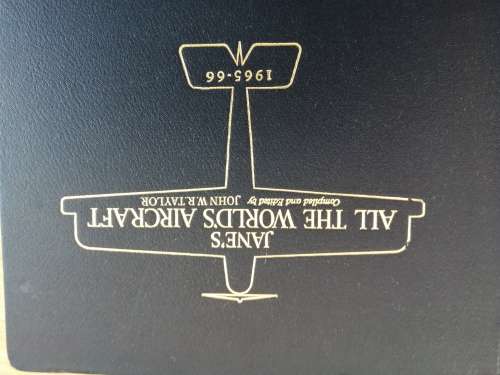 JANE'S
ALL THE WORLD'S AIRCRAFT
Compiled and Edited by JOHN W.R. TAYLOR
1965-66